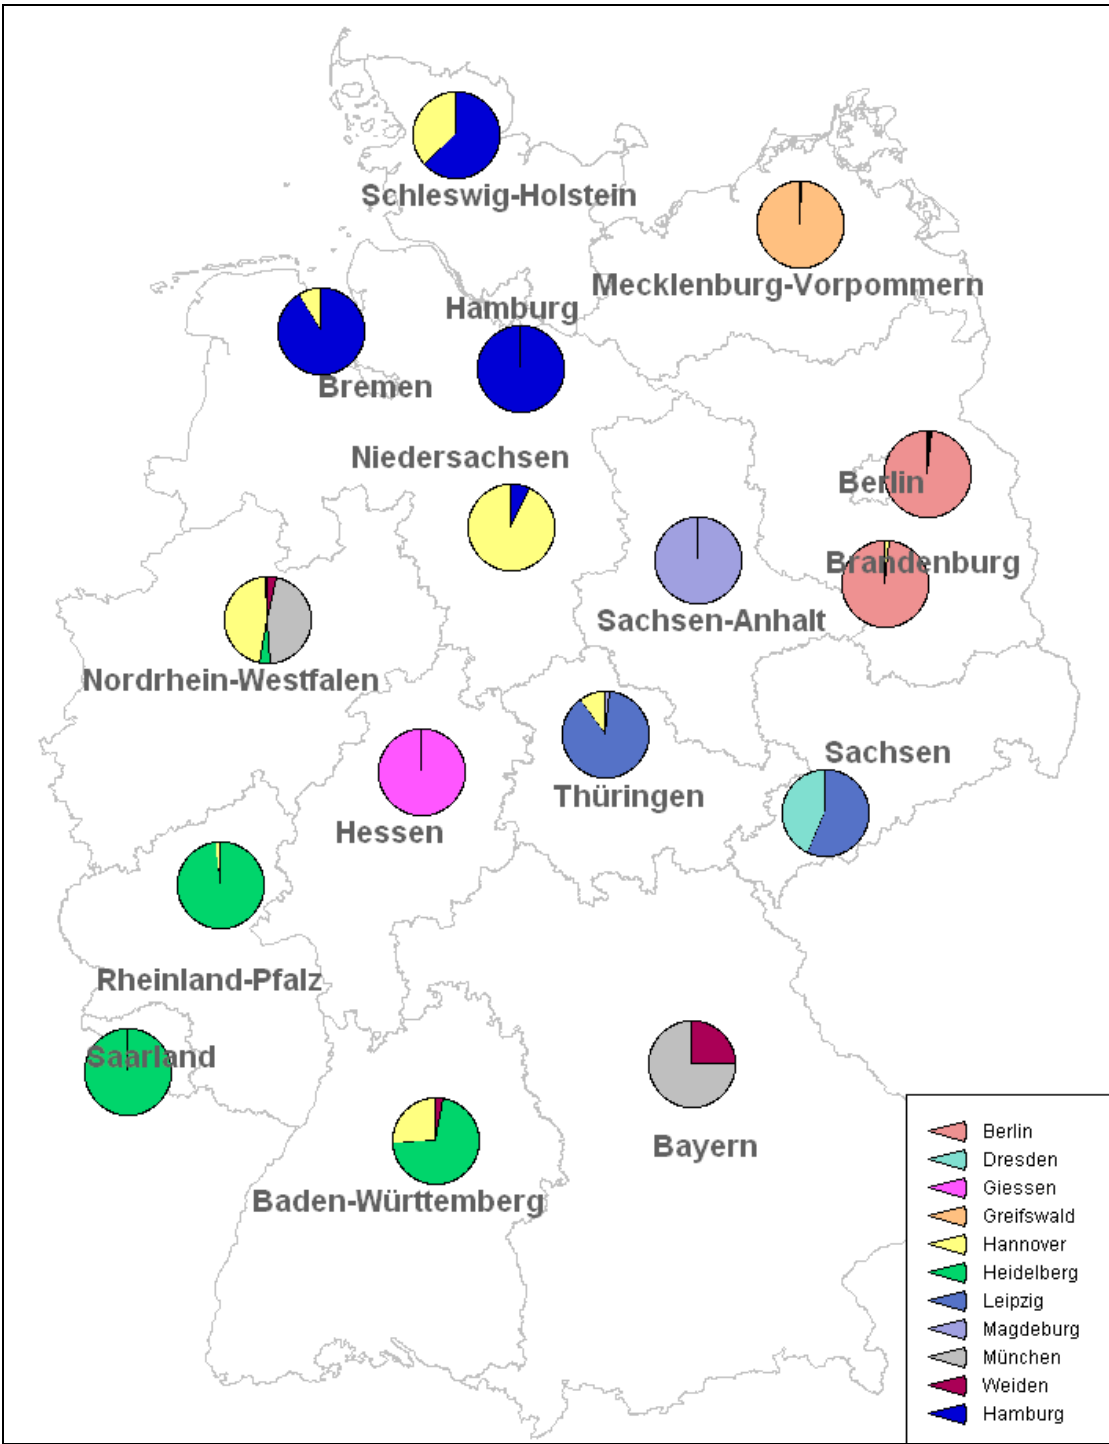 Schleswig-Holstein
Mecklenburg-Vorpommern
Hamburg
Bremen
Niedersachsen
Berlin
Brandenburg
Sachsen-Anhalt
Nordrhein-Westfalen
Sachsen
Thüringen
Hessen
Rheinland-Pfalz
Saarland
Bayern
Baden-Württemberg
Berlin
Dresden
Giessen
Greifswald
Hannover
Heidelberg
Leipzig
Magdeburg
München
Weiden
Hamburg